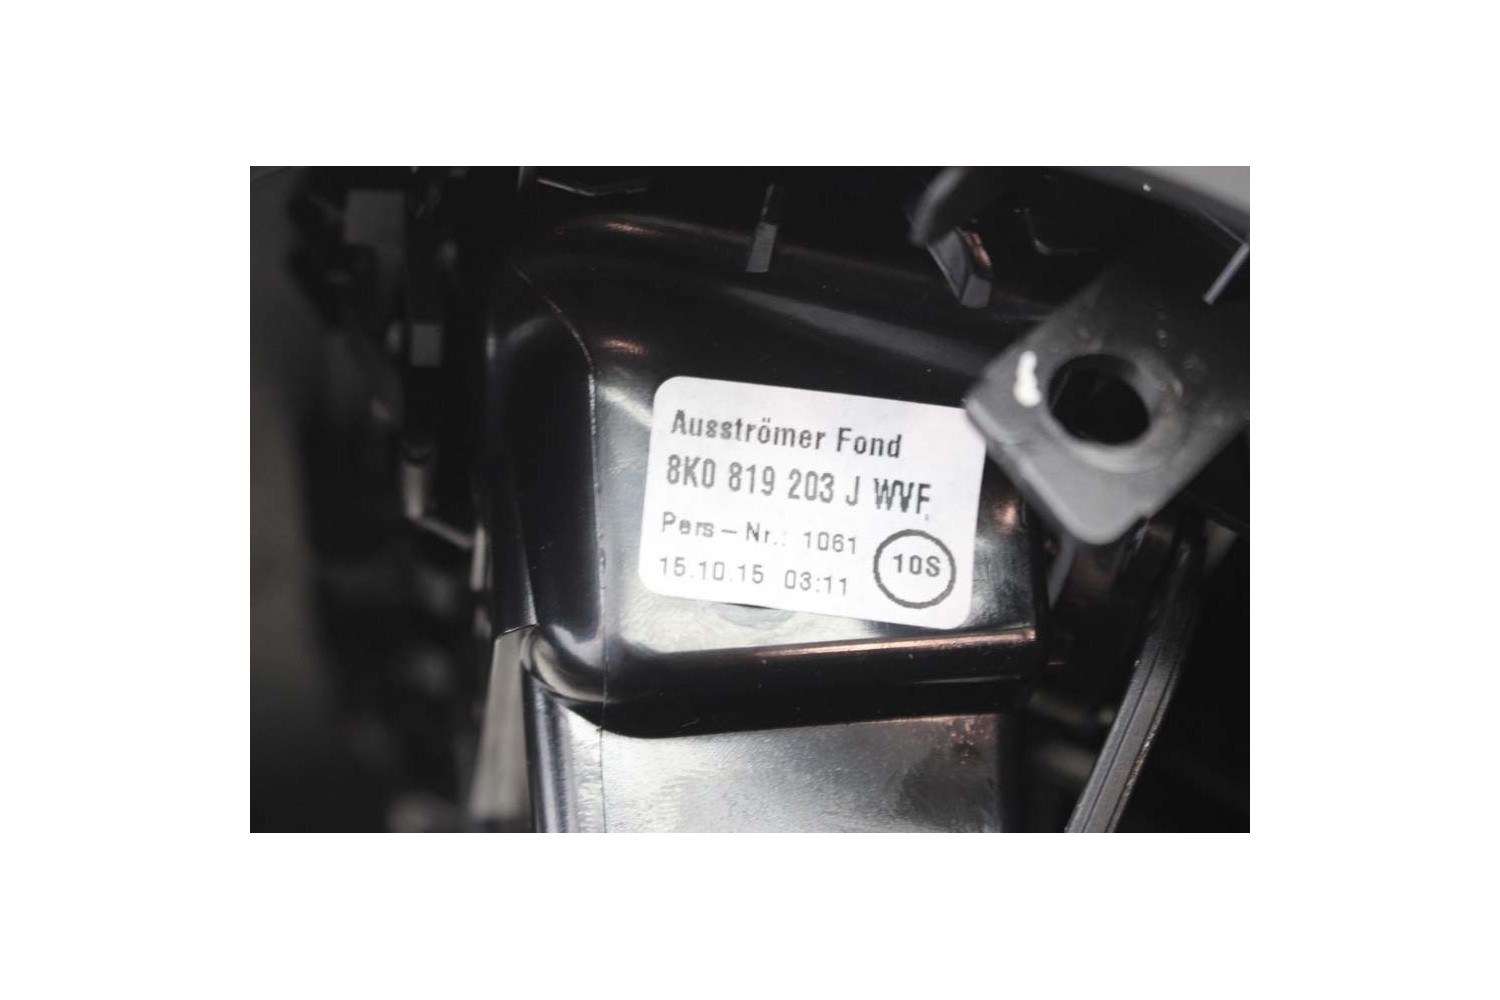 Ausströmer Fond
8K0 819 203 J WVF
Pers-Nr.: 1061
15.10.15 03:11
10S